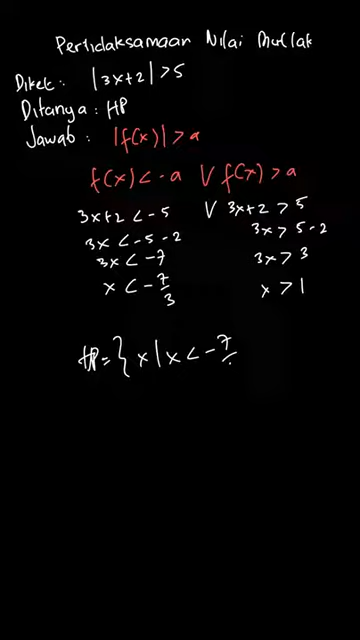 Pertidaksamaan Nilai Mutlak
Diket : |3x+2| > 5
Ditanya : HP
Jawab : |f(x)| > a
f(x) < -a V f(x) > a
3x+2 < -5 V 3x+2 > 5
3x < -5 -2 3x > 5-2
3x < -7 3x > 3
x < -7/3 x > 1
HP = { x | x < -7/